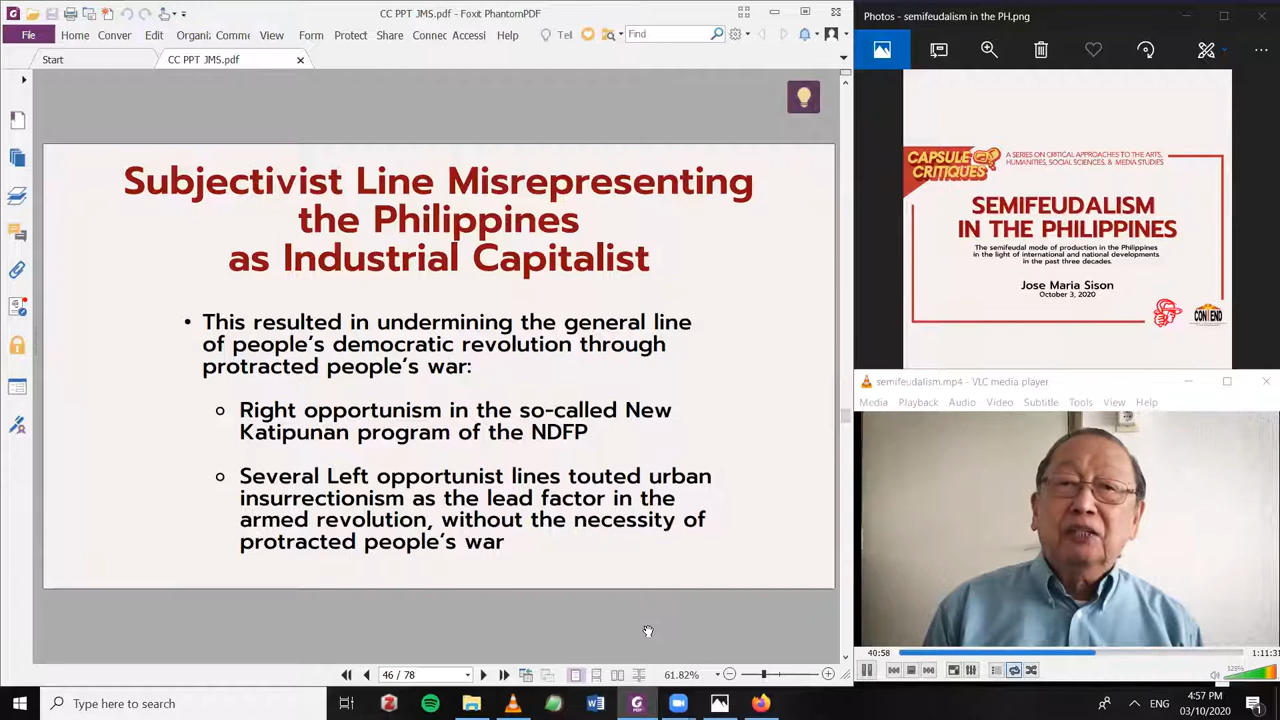 CC PPT JMS.pdf - Foxit PhantomPDF
File Home Conver Edit Organi: Comme View Form Protect Share Connec Accessi Help Tel Find
Start CC PPT JMS.pdf
Subjectivist Line Misrepresenting
the Philippines
as Industrial Capitalist
• This resulted in undermining the general line
of people's democratic revolution through
protracted people's war:
o Right opportunism in the so-called New
Katipunan program of the NDFP
o Several Left opportunist lines touted urban
insurrectionism as the lead factor in the
armed revolution, without the necessity of
protracted people's war
46 / 78
61.82%
Photos - semifeudalism in the PH.png
CAPSULE
CRITIQUES
A SERIES ON CRITICAL APPROACHES TO THE ARTS,
HUMANITIES, SOCIAL SCIENCES, & MEDIA STUDIES
SEMIFEUDALISM
IN THE PHILIPPINES
The semifeudal mode of production in the Philippines
in the light of international and national developments
in the past three decades.
Jose Maria Sison
October 3, 2020
CONTEND
semifeudalism.mp4 - VLC media player
Media Playback Audio Video Subtitle Tools View Help
40:58
1:11:31
125%
Type here to search
ENG
4:57 PM
03/10/2020